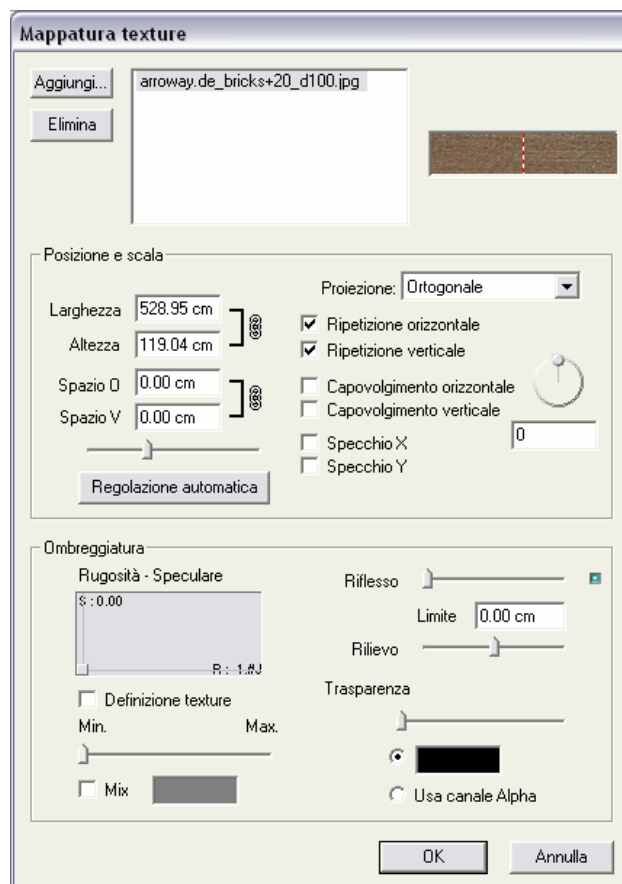 Mappatura texture
Aggiungi...
arroway.de_bricks+20_d100.jpg
Elimina
Posizione e scala
Proiezione: Ortogonale
Larghezza 528.95 cm
Ripetizione orizzontale
Altezza 119.04 cm
Ripetizione verticale
Spazio O 0.00 cm
Capovolgimento orizzontale
Spazio V 0.00 cm
Capovolgimento verticale
0
Specchio X
Specchio Y
Regolazione automatica
Ombreggiatura
Rugosità - Speculare
Riflesso
S : 0.00
Limite 0.00 cm
Rilievo
R : -1.#J
Trasparenza
Definizione texture
Min. Max.
Mix
Usa canale Alpha
OK Annulla